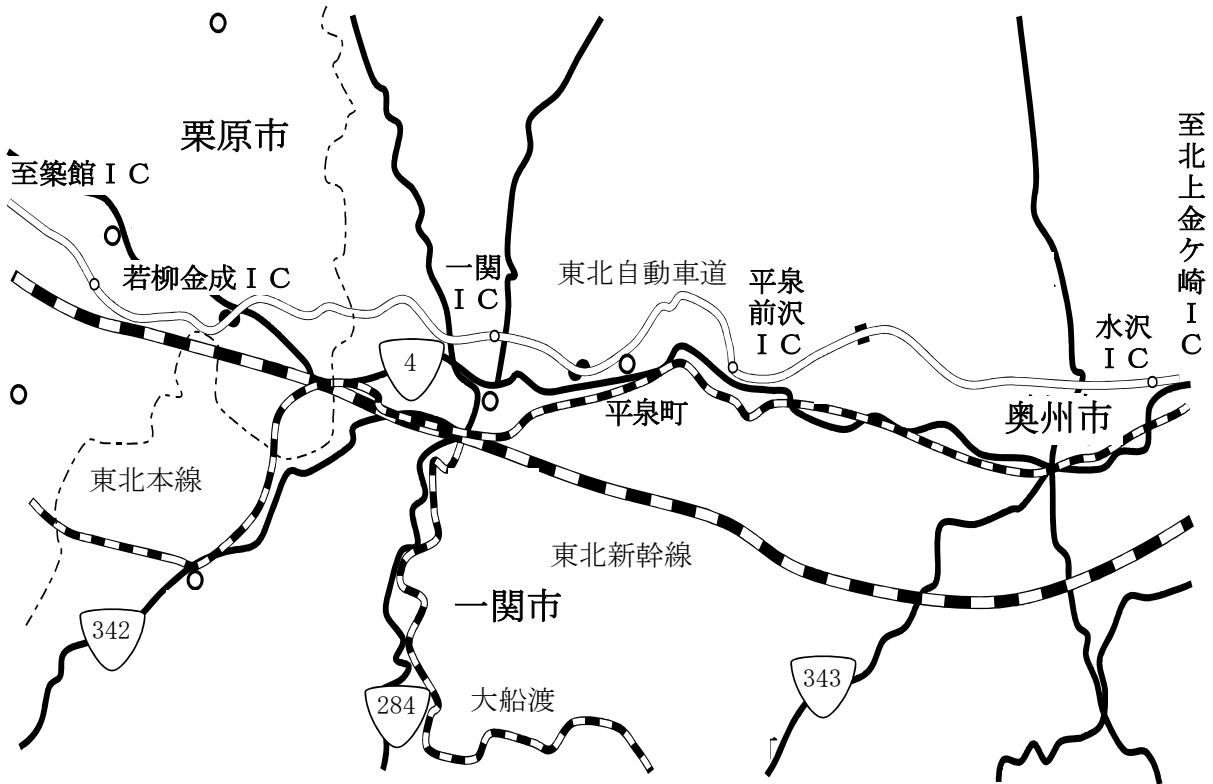 栗原市
至築館ＩＣ
若柳金成ＩＣ
一関
ＩＣ
東北自動車道
平泉
前沢
ＩＣ
水沢
ＩＣ
至北上金ケ崎ＩＣ
4
平泉町
奥州市
東北本線
東北新幹線
一関市
342
284
大船渡
343